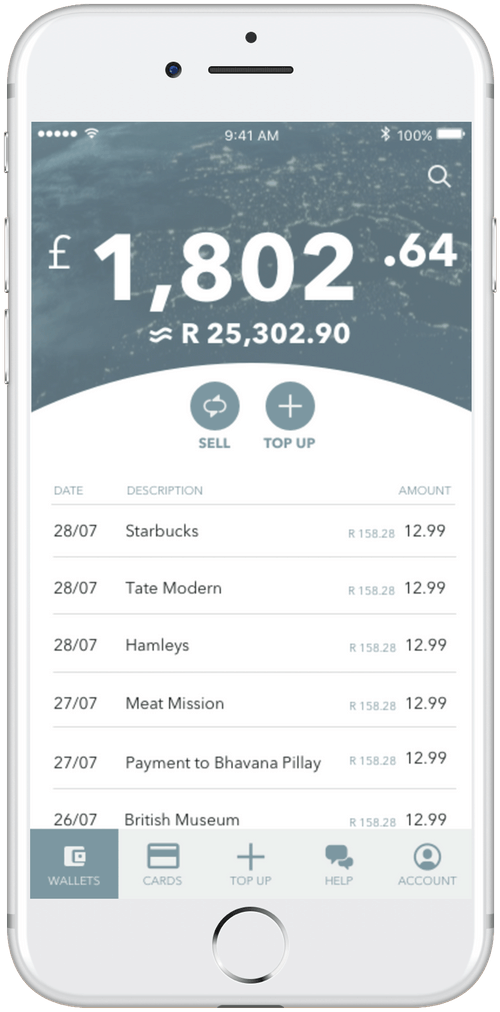 9:41 AM 100%
£ 1,802 .64
≈ R 25,302.90
SELL TOP UP
DATE DESCRIPTION AMOUNT
28/07 Starbucks R 158.28 12.99
28/07 Tate Modern R 158.28 12.99
28/07 Hamleys R 158.28 12.99
27/07 Meat Mission R 158.28 12.99
27/07 Payment to Bhavana Pillay R 158.28 12.99
26/07 British Museum R 158.28 12.99
WALLETS CARDS TOP UP HELP ACCOUNT